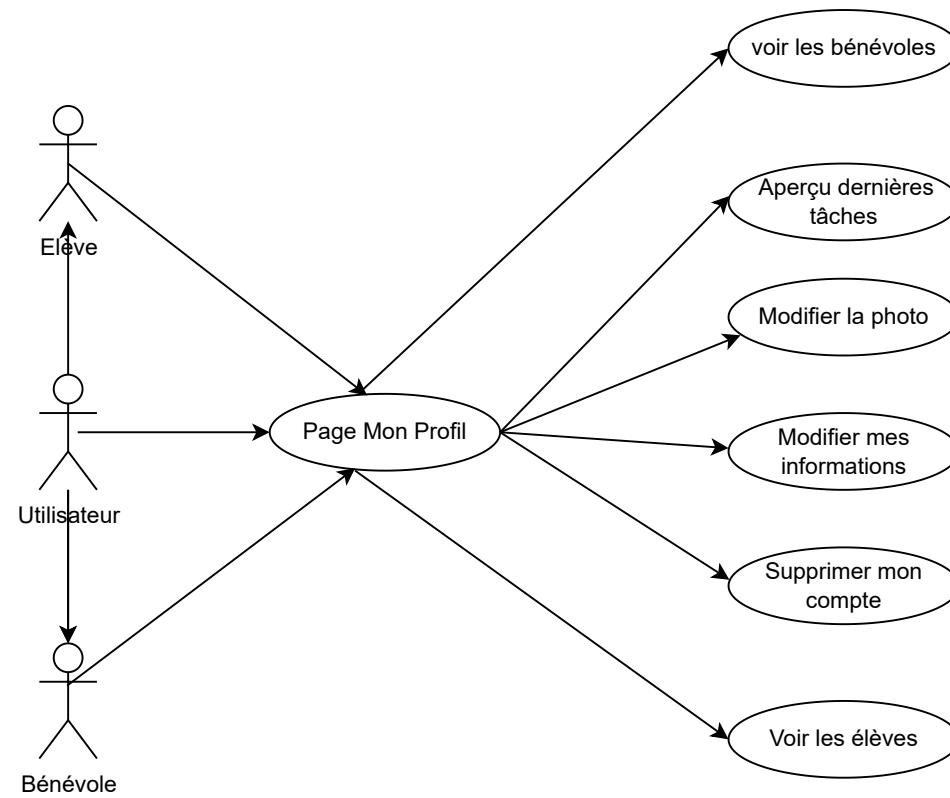 voir les bénévoles
Aperçu dernières
tâches
Elève
Modifier la photo
Page Mon Profil
Modifier mes
informations
Utilisateur
Supprimer mon
compte
Voir les élèves
Bénévole